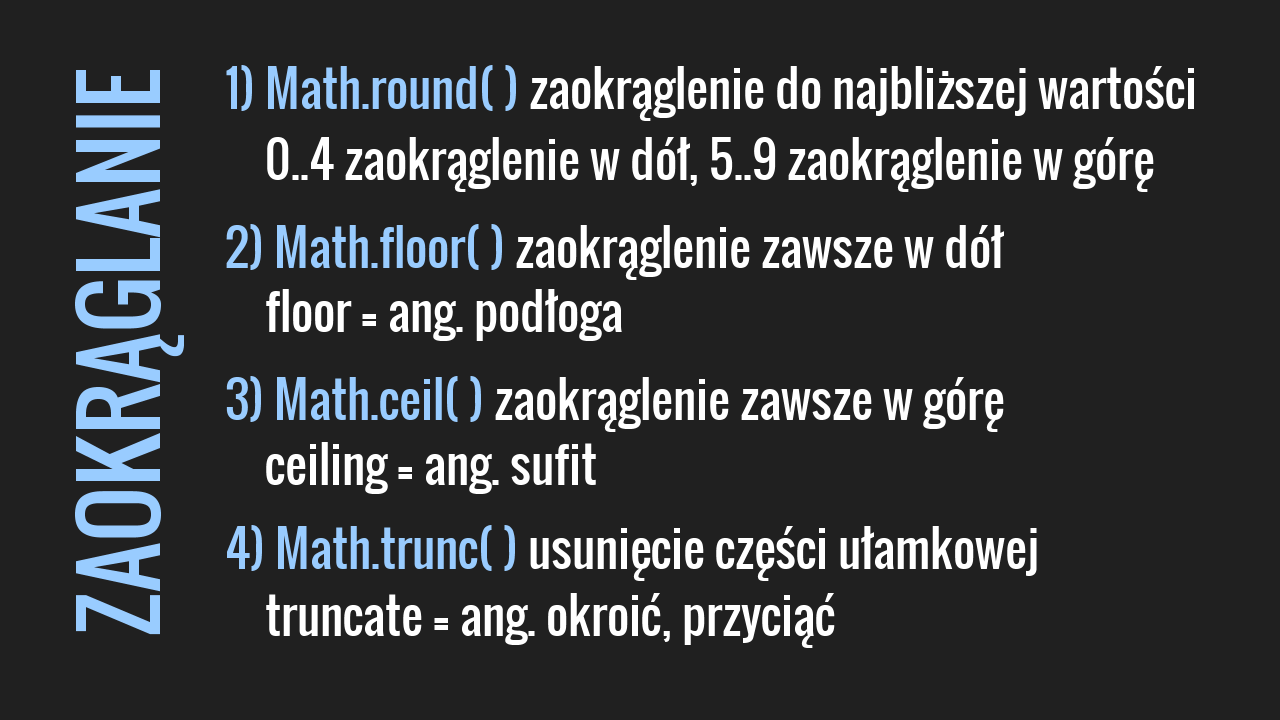 ZAOKRĄGLANIE
1) Math.round( ) zaokrąglenie do najbliższej wartości
0..4 zaokrąglenie w dół, 5..9 zaokrąglenie w górę
2) Math.floor( ) zaokrąglenie zawsze w dół
floor = ang. podłoga
3) Math.ceil( ) zaokrąglenie zawsze w górę
ceiling = ang. sufit
4) Math.trunc( ) usunięcie części ułamkowej
truncate = ang. okroić, przyciąć